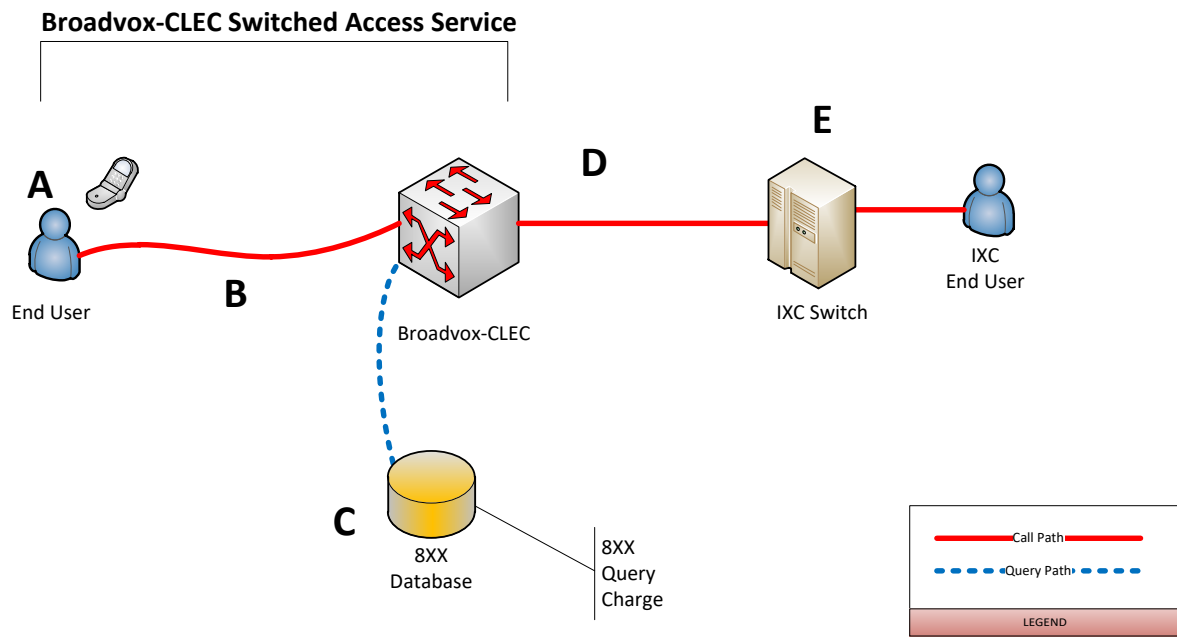 Broadvox-CLEC Switched Access Service
A
B
C
D
E
End User
Broadvox-CLEC
IXC Switch
IXC
End User
8XX
Database
8XX
Query
Charge
Call Path
Query Path
LEGEND